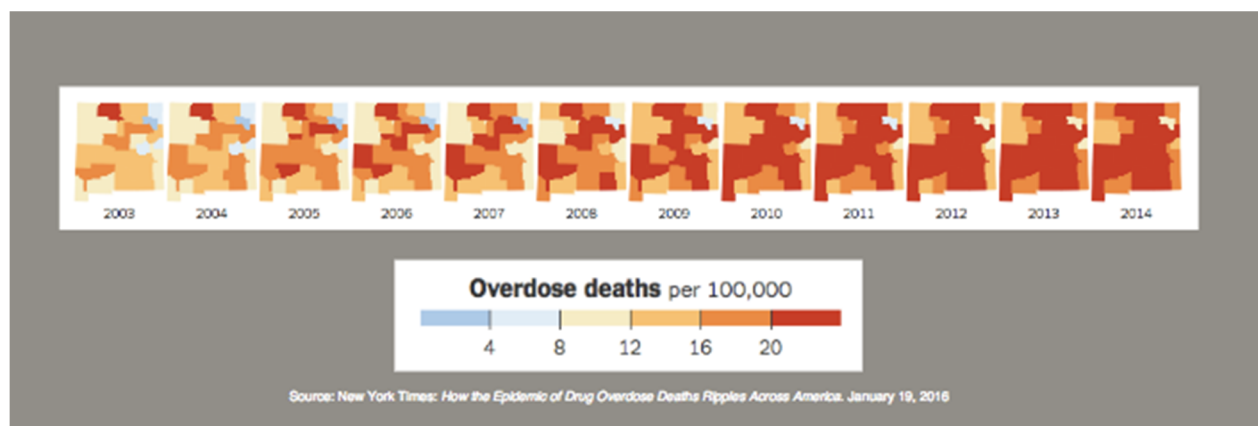 2003 2004 2005 2006 2007 2008 2009 2010 2011 2012 2013 2014
Overdose deaths per 100,000
4 8 12 16 20
Source: New York Times: How the Epidemic of Drug Overdose Deaths Ripples Across America. January 19, 2016